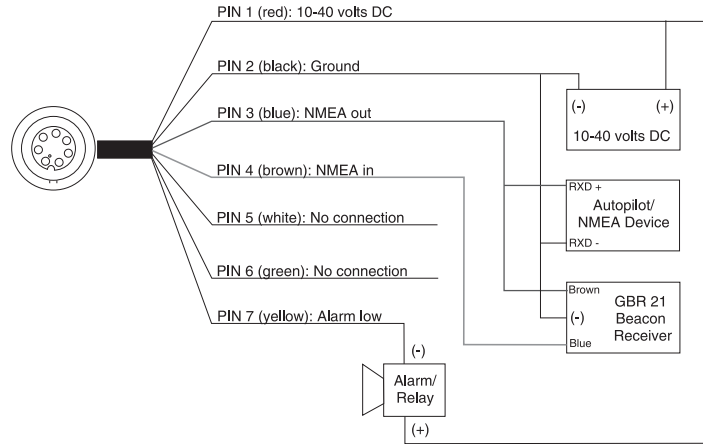 PIN 1 (red): 10-40 volts DC
PIN 2 (black): Ground
PIN 3 (blue): NMEA out
PIN 4 (brown): NMEA in
PIN 5 (white): No connection
PIN 6 (green): No connection
PIN 7 (yellow): Alarm low
(-) (+)
10-40 volts DC
RXD +
Autopilot/
NMEA Device
RXD -
Brown
GBR 21
(-) Beacon
Receiver
Blue
(-)
Alarm/
Relay
(+)